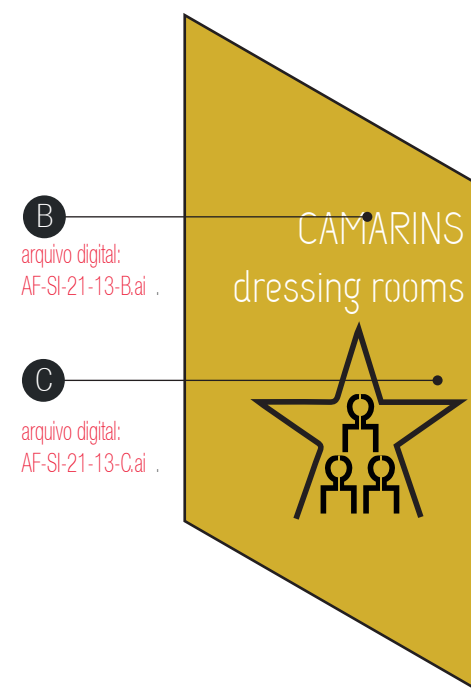 B
arquivo digital:
AF-SI-21-13-B.ai .
CAMARINS
dressing rooms
C
arquivo digital:
AF-SI-21-13-C.ai .